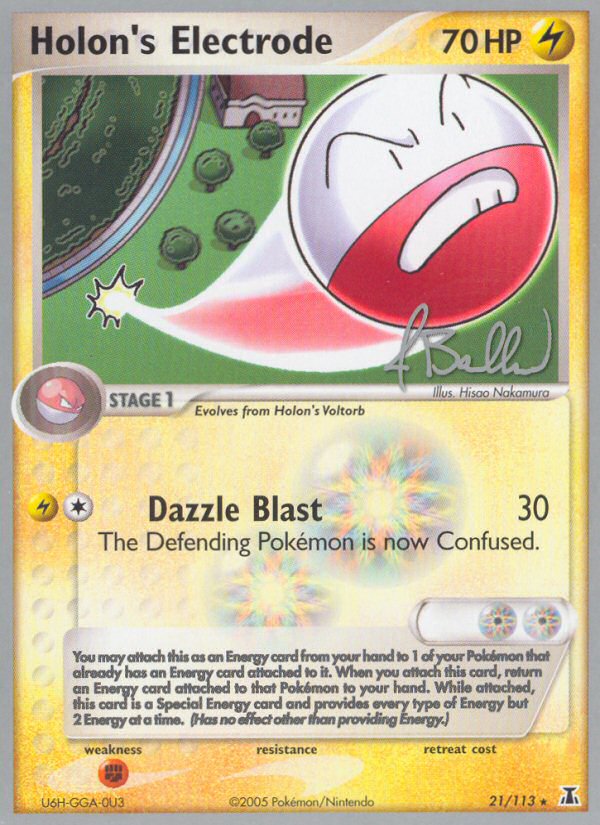 Holon's Electrode 70 HP
Illus. Hisao Nakamura
STAGE 1
Evolves from Holon's Voltorb
Dazzle Blast 30
The Defending Pokémon is now Confused.
You may attach this as an Energy card from your hand to 1 of your Pokémon that
already has an Energy card attached to it. When you attach this card, return
an Energy card attached to that Pokémon to your hand. While attached,
this card is a Special Energy card and provides every type of Energy but
2 Energy at a time. (Has no effect other than providing Energy.)
weakness resistance retreat cost
U6H-GGA-0U3 ©2005 Pokémon/Nintendo 21/113 ★